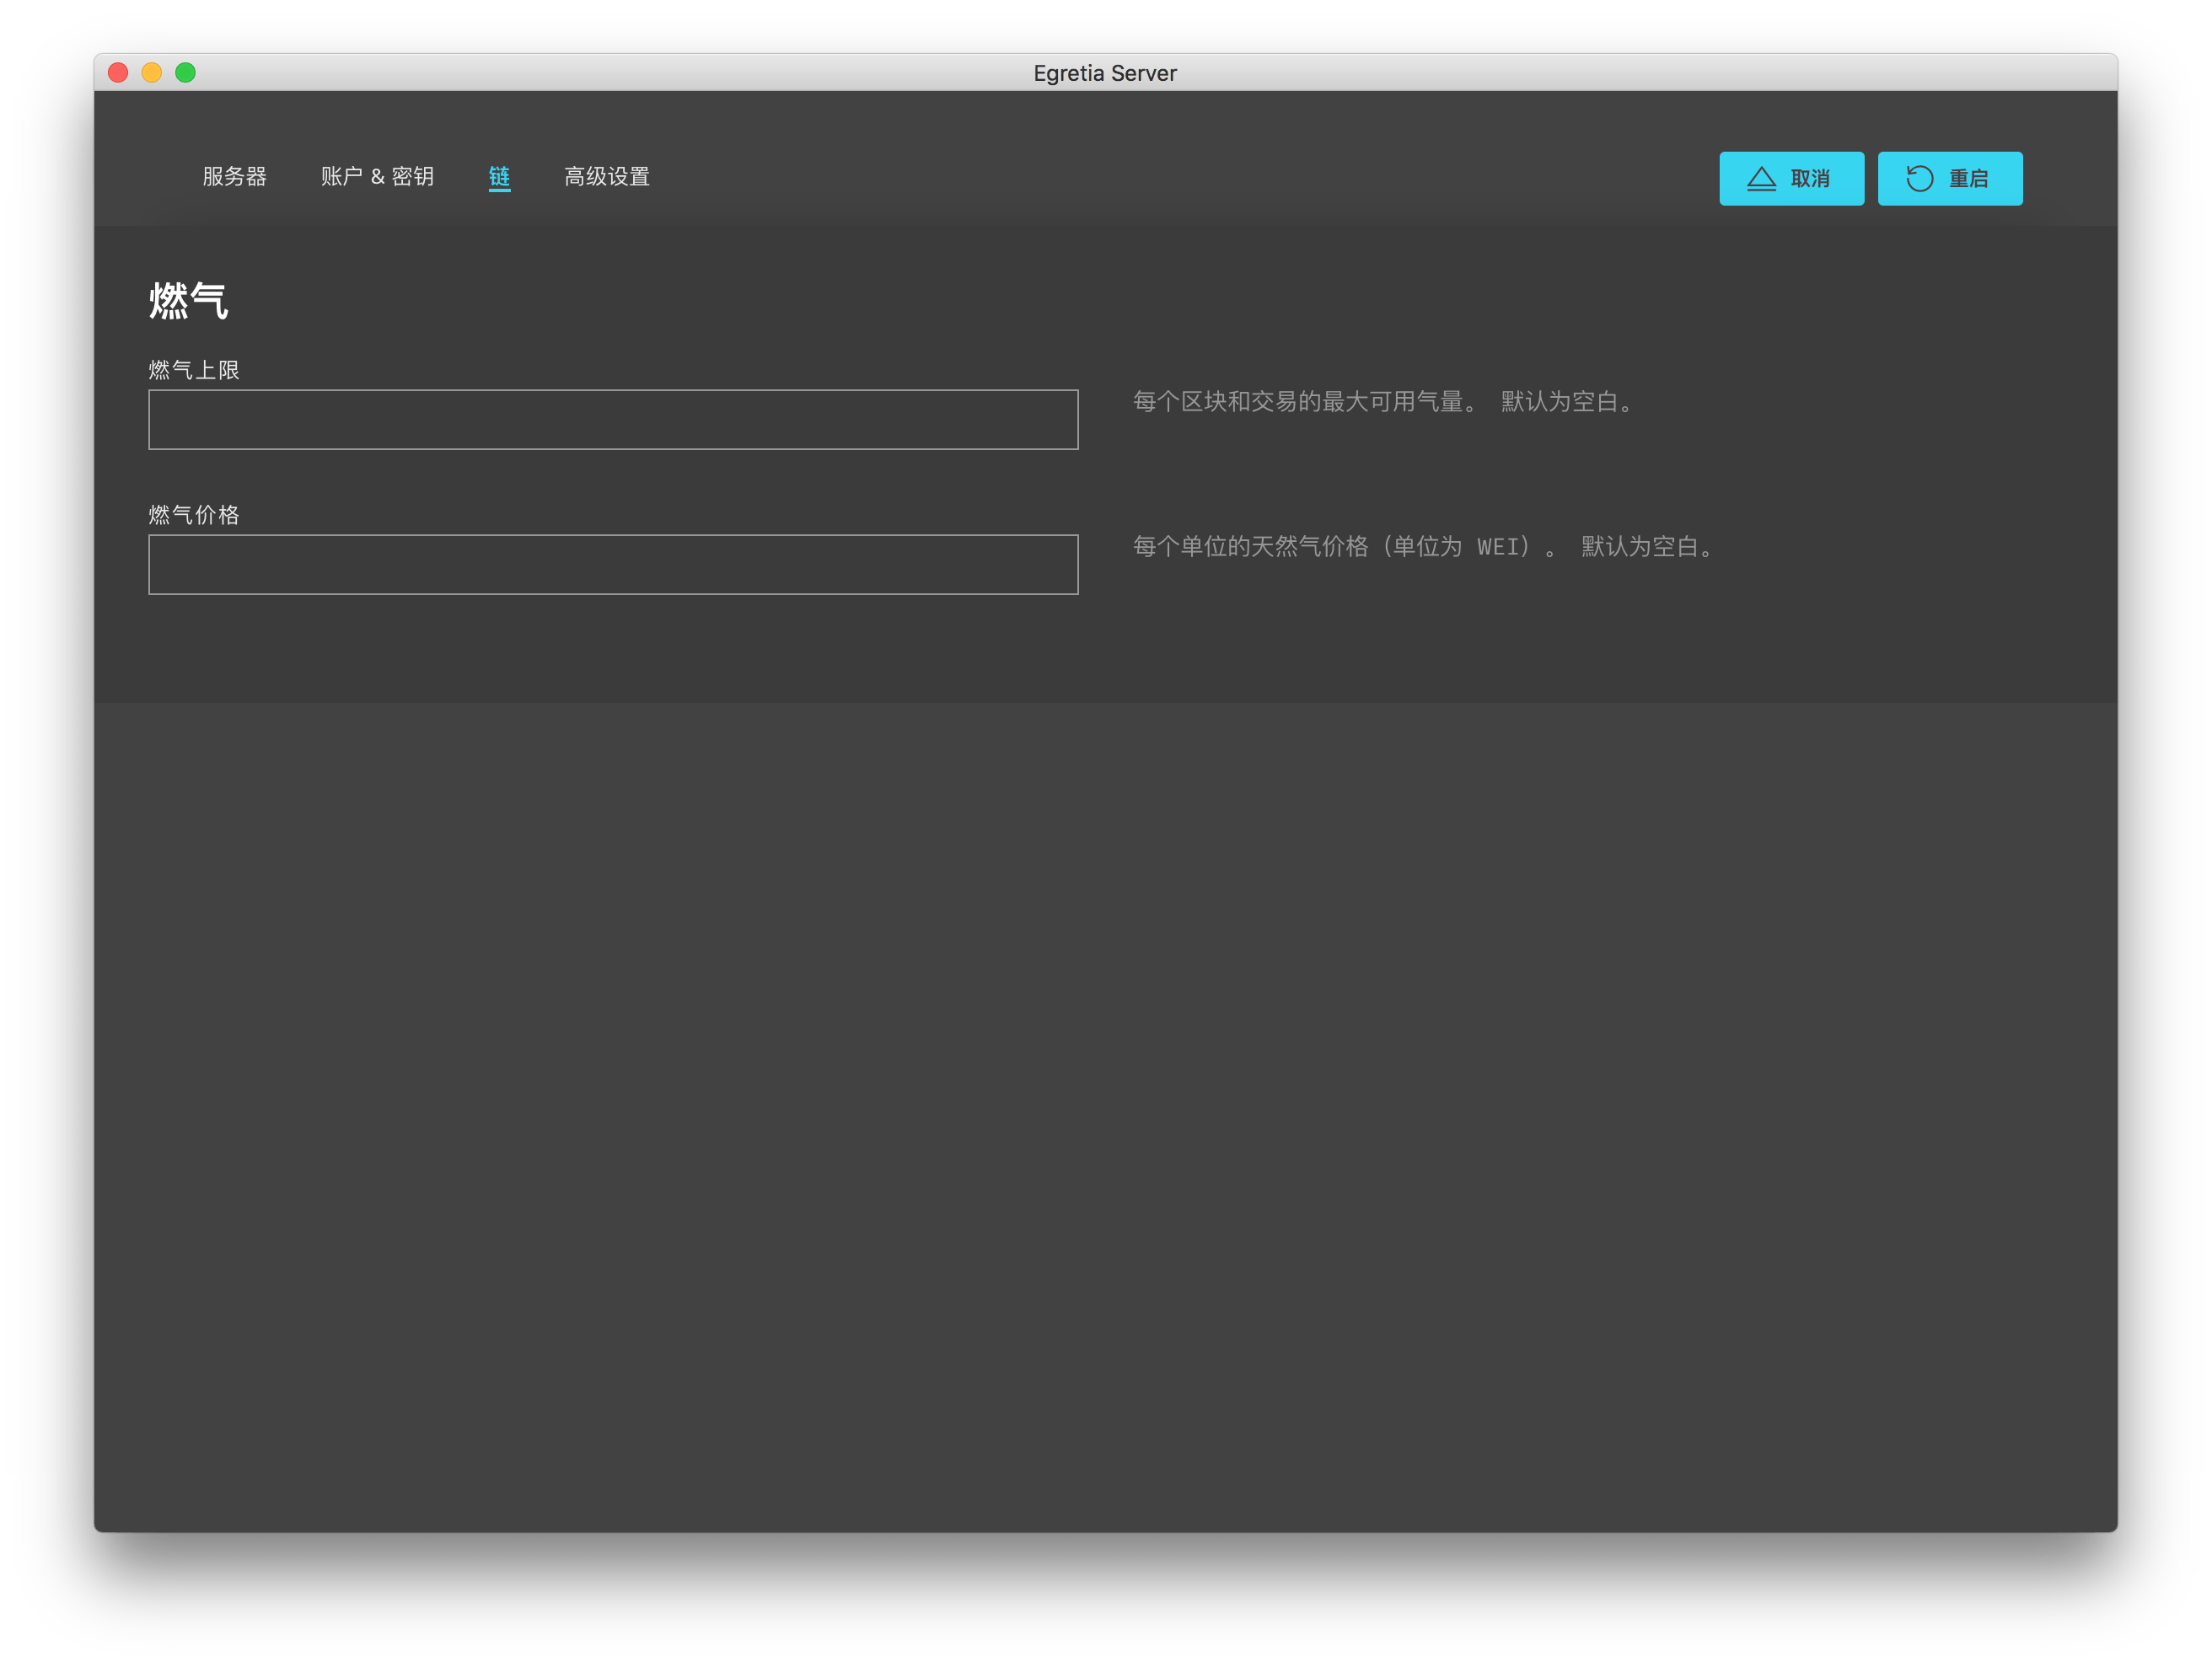 Egretia Server
服务器 账户 & 密钥 链 高级设置 取消 重启
燃气
燃气上限
每个区块和交易的最大可用气量。 默认为空白。
燃气价格
每个单位的天然气价格（单位为 WEI）。 默认为空白。